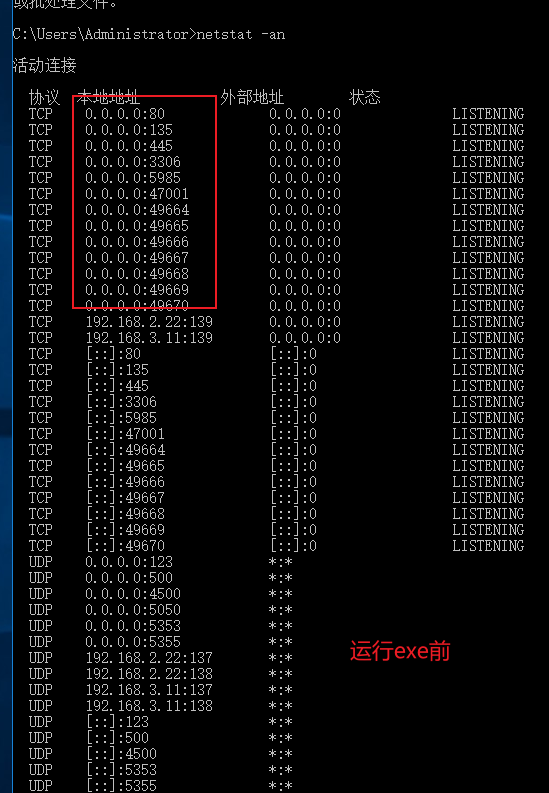 或批处理文件。
C:\Users\Administrator>netstat -an
活动连接
协议 本地地址 外部地址 状态
TCP 0.0.0.0:80 0.0.0.0:0 LISTENING
TCP 0.0.0.0:135 0.0.0.0:0 LISTENING
TCP 0.0.0.0:445 0.0.0.0:0 LISTENING
TCP 0.0.0.0:3306 0.0.0.0:0 LISTENING
TCP 0.0.0.0:5985 0.0.0.0:0 LISTENING
TCP 0.0.0.0:47001 0.0.0.0:0 LISTENING
TCP 0.0.0.0:49664 0.0.0.0:0 LISTENING
TCP 0.0.0.0:49665 0.0.0.0:0 LISTENING
TCP 0.0.0.0:49666 0.0.0.0:0 LISTENING
TCP 0.0.0.0:49667 0.0.0.0:0 LISTENING
TCP 0.0.0.0:49668 0.0.0.0:0 LISTENING
TCP 0.0.0.0:49669 0.0.0.0:0 LISTENING
TCP 0.0.0.0:49670 0.0.0.0:0 LISTENING
TCP 192.168.2.22:139 0.0.0.0:0 LISTENING
TCP 192.168.3.11:139 0.0.0.0:0 LISTENING
TCP [::]:80 [::]:0 LISTENING
TCP [::]:135 [::]:0 LISTENING
TCP [::]:445 [::]:0 LISTENING
TCP [::]:3306 [::]:0 LISTENING
TCP [::]:5985 [::]:0 LISTENING
TCP [::]:47001 [::]:0 LISTENING
TCP [::]:49664 [::]:0 LISTENING
TCP [::]:49665 [::]:0 LISTENING
TCP [::]:49666 [::]:0 LISTENING
TCP [::]:49667 [::]:0 LISTENING
TCP [::]:49668 [::]:0 LISTENING
TCP [::]:49669 [::]:0 LISTENING
TCP [::]:49670 [::]:0 LISTENING
UDP 0.0.0.0:123 *:*
UDP 0.0.0.0:500 *:*
UDP 0.0.0.0:4500 *:*
UDP 0.0.0.0:5050 *:*
UDP 0.0.0.0:5353 *:*
UDP 0.0.0.0:5355 *:*
UDP 192.168.2.22:137 *:*
UDP 192.168.2.22:138 *:*
UDP 192.168.3.11:137 *:*
UDP 192.168.3.11:138 *:*
UDP [::]:123 *:*
UDP [::]:500 *:*
UDP [::]:4500 *:*
UDP [::]:5353 *:*
UDP [::]:5355 *:*
运行exe前